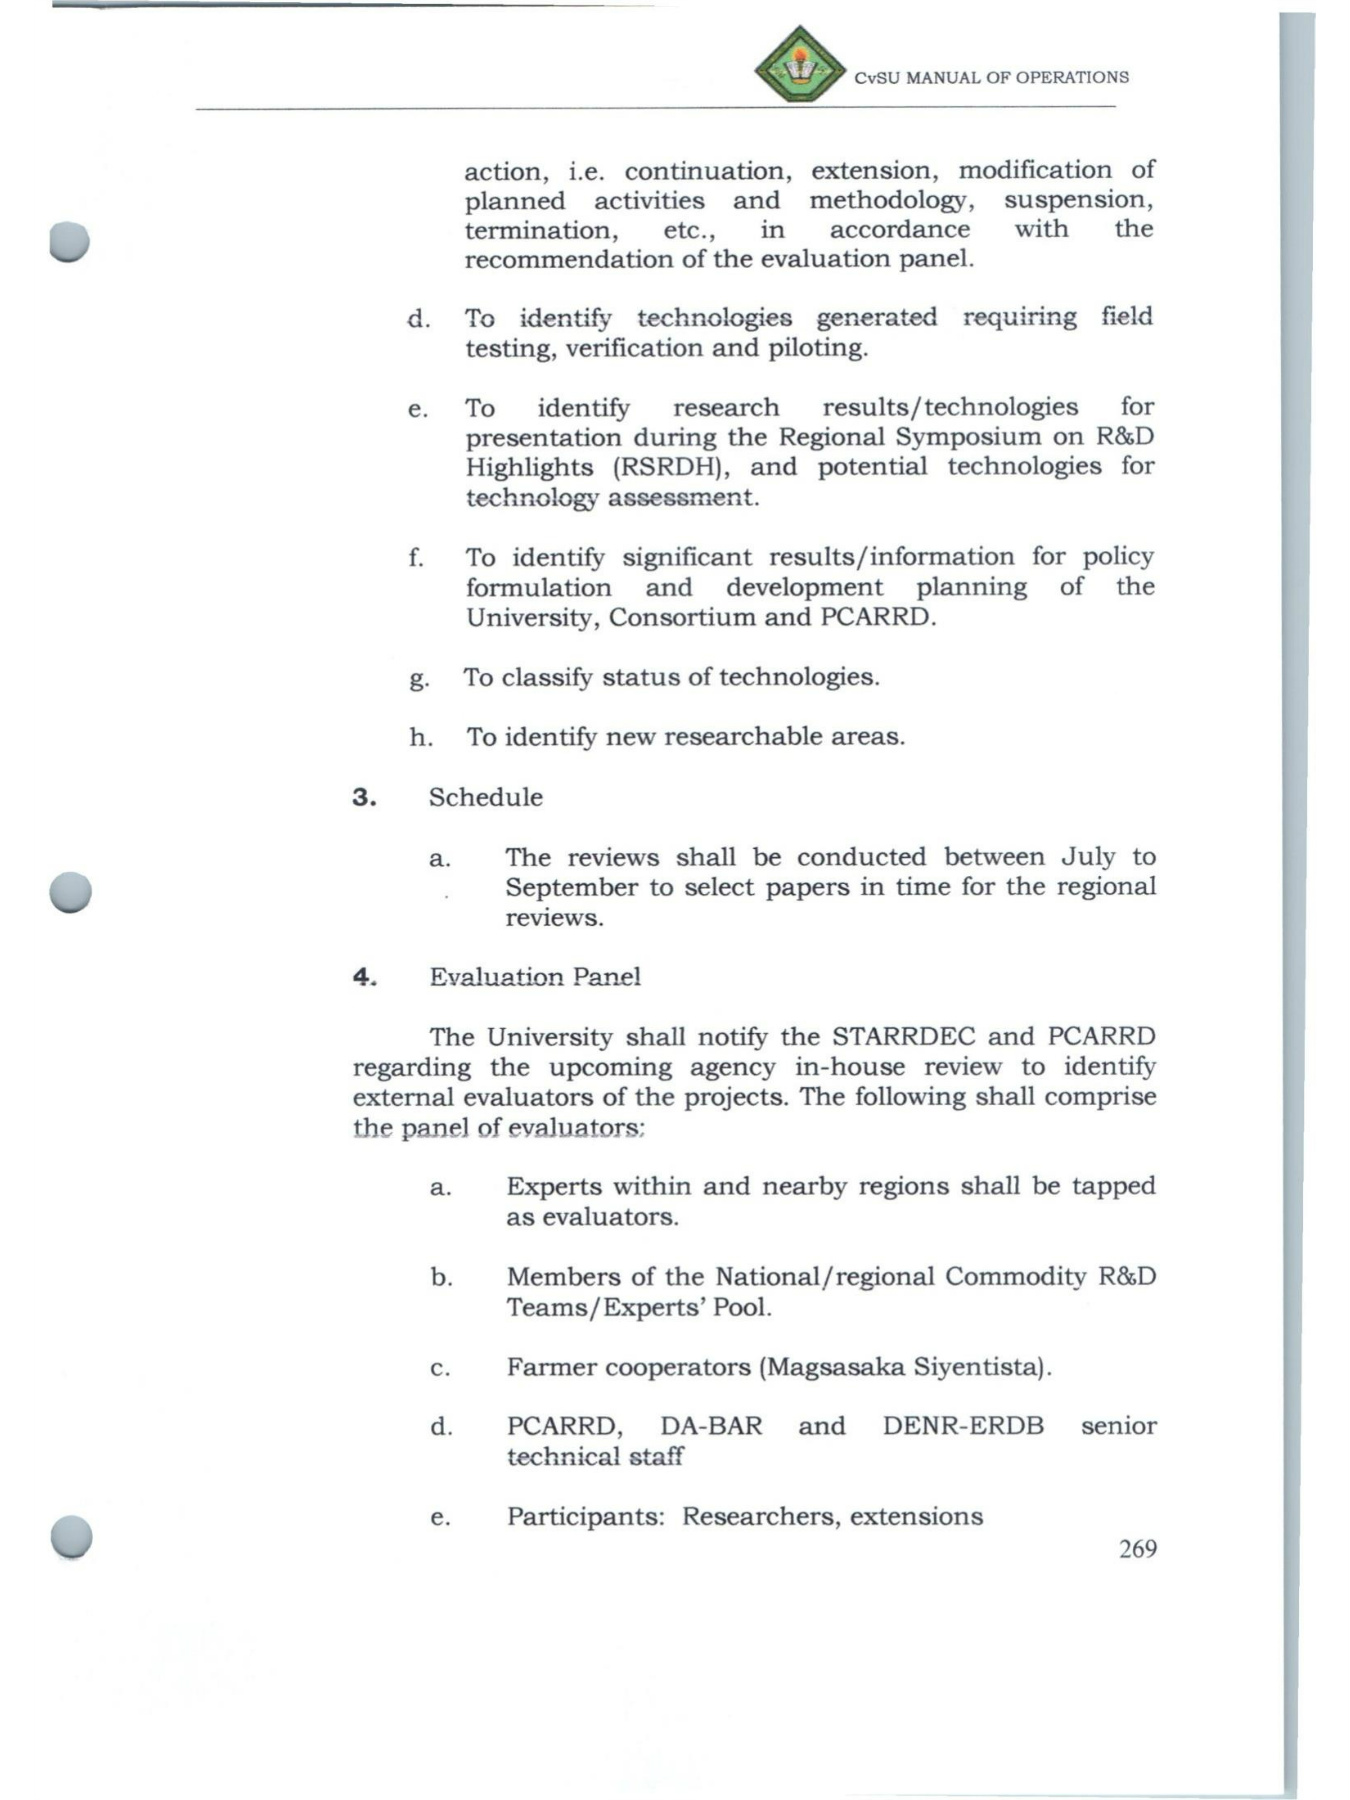 CvSU MANUAL OF OPERATIONS
action, i.e. continuation, extension, modification of
planned activities and methodology, suspension,
termination, etc., in accordance with the
recommendation of the evaluation panel.
d. To identify technologies generated requiring field
testing, verification and piloting.
e. To identify research results/technologies for
presentation during the Regional Symposium on R&D
Highlights (RSRDH), and potential technologies for
technology assessment.
f. To identify significant results/information for policy
formulation and development planning of the
University, Consortium and PCARRD.
g. To classify status of technologies.
h. To identify new researchable areas.
3. Schedule
a. The reviews shall be conducted between July to
September to select papers in time for the regional
reviews.
4. Evaluation Panel
The University shall notify the STARRDEC and PCARRD
regarding the upcoming agency in-house review to identify
external evaluators of the projects. The following shall comprise
the panel of evaluators:
a. Experts within and nearby regions shall be tapped
as evaluators.
b. Members of the National/regional Commodity R&D
Teams/Experts' Pool.
c. Farmer cooperators (Magsasaka Siyentista).
d. PCARRD, DA-BAR and DENR-ERDB senior
technical staff
e. Participants: Researchers, extensions
269